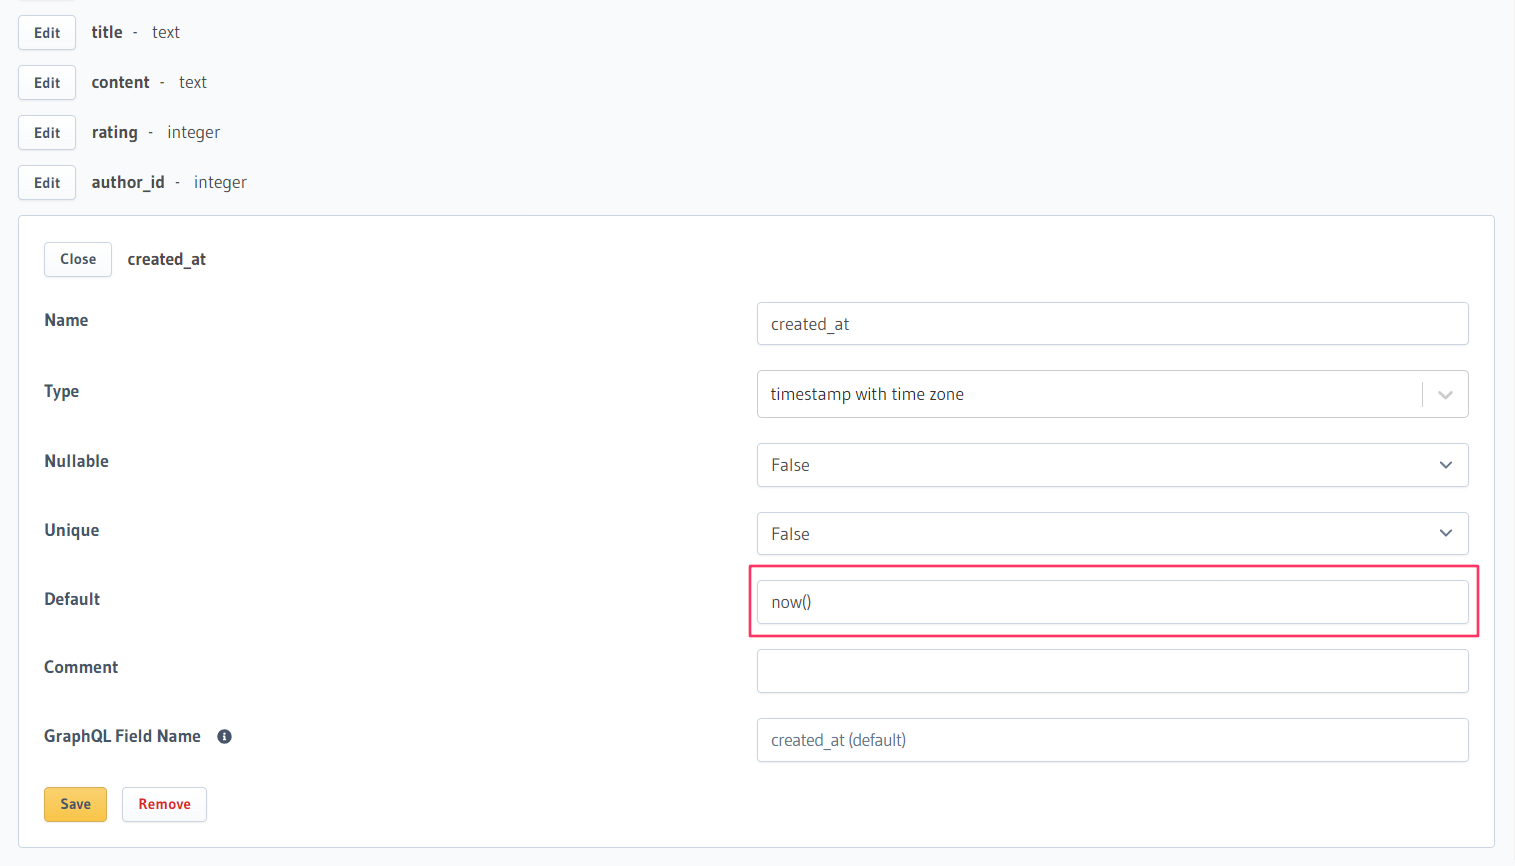 Edit title - text
Edit content - text
Edit rating - integer
Edit author_id - integer
Close created_at
Name created_at
Type timestamp with time zone
Nullable False
Unique False
Default now()
Comment
GraphQL Field Name created_at (default)
Save Remove